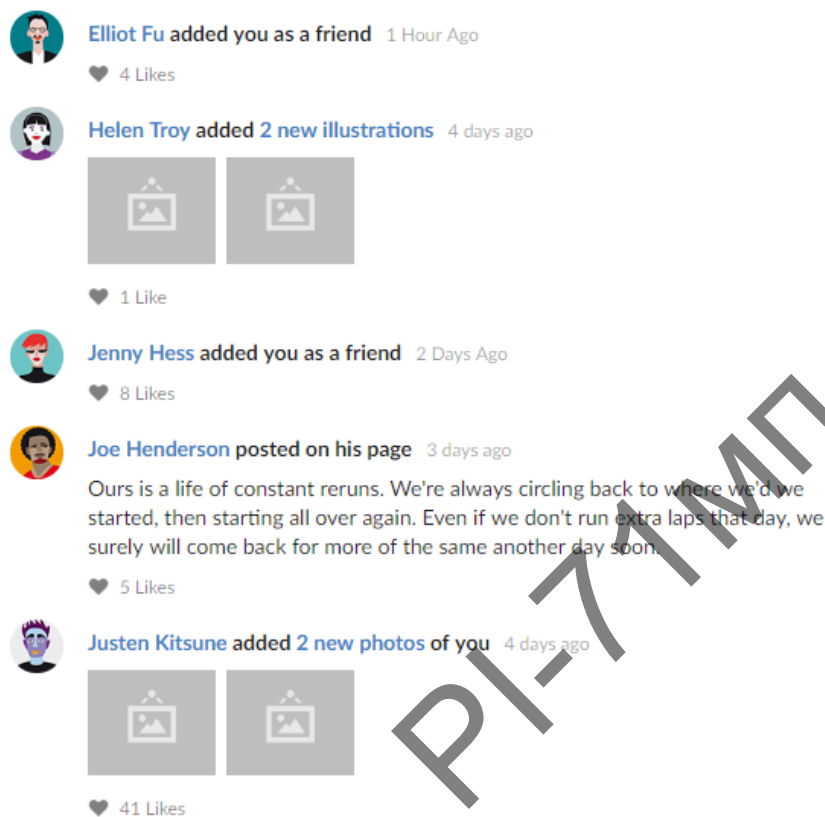 Elliot Fu added you as a friend 1 Hour Ago
4 Likes
Helen Troy added 2 new illustrations 4 days ago
1 Like
Jenny Hess added you as a friend 2 Days Ago
8 Likes
Joe Henderson posted on his page 3 days ago
Ours is a life of constant reruns. We're always circling back to where we'd we
started, then starting all over again. Even if we don't run extra laps that day, we
surely will come back for more of the same another day soon.
5 Likes
Justen Kitsune added 2 new photos of you 4 days ago
41 Likes
PI-71мп